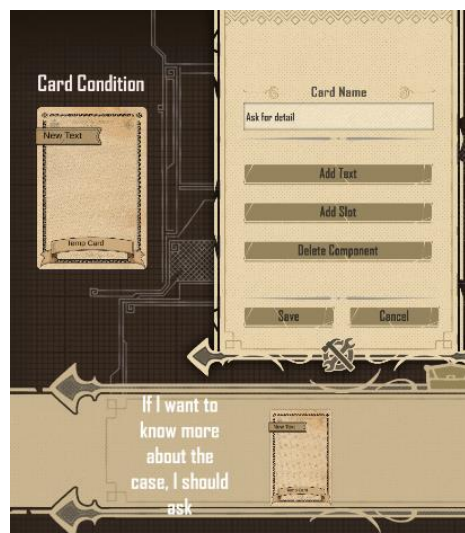 Card Condition
New Text
Temp Card
Card Name
Ask for detail
Add Text
Add Slot
Delete Component
Save
Cancel
If I want to
know more
about the
case, I should
ask
New Text